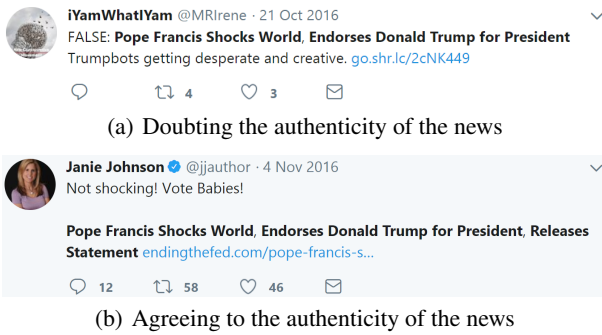 iYamWhatIYam @MRIrene · 21 Oct 2016
FALSE: Pope Francis Shocks World, Endorses Donald Trump for President
Trumpbots getting desperate and creative. go.shr.lc/2cNK449
4 3
(a) Doubting the authenticity of the news
Janie Johnson @jjauthor · 4 Nov 2016
Not shocking! Vote Babies!
Pope Francis Shocks World, Endorses Donald Trump for President, Releases
Statement endingthefed.com/pope-francis-s...
12 58 46
(b) Agreeing to the authenticity of the news